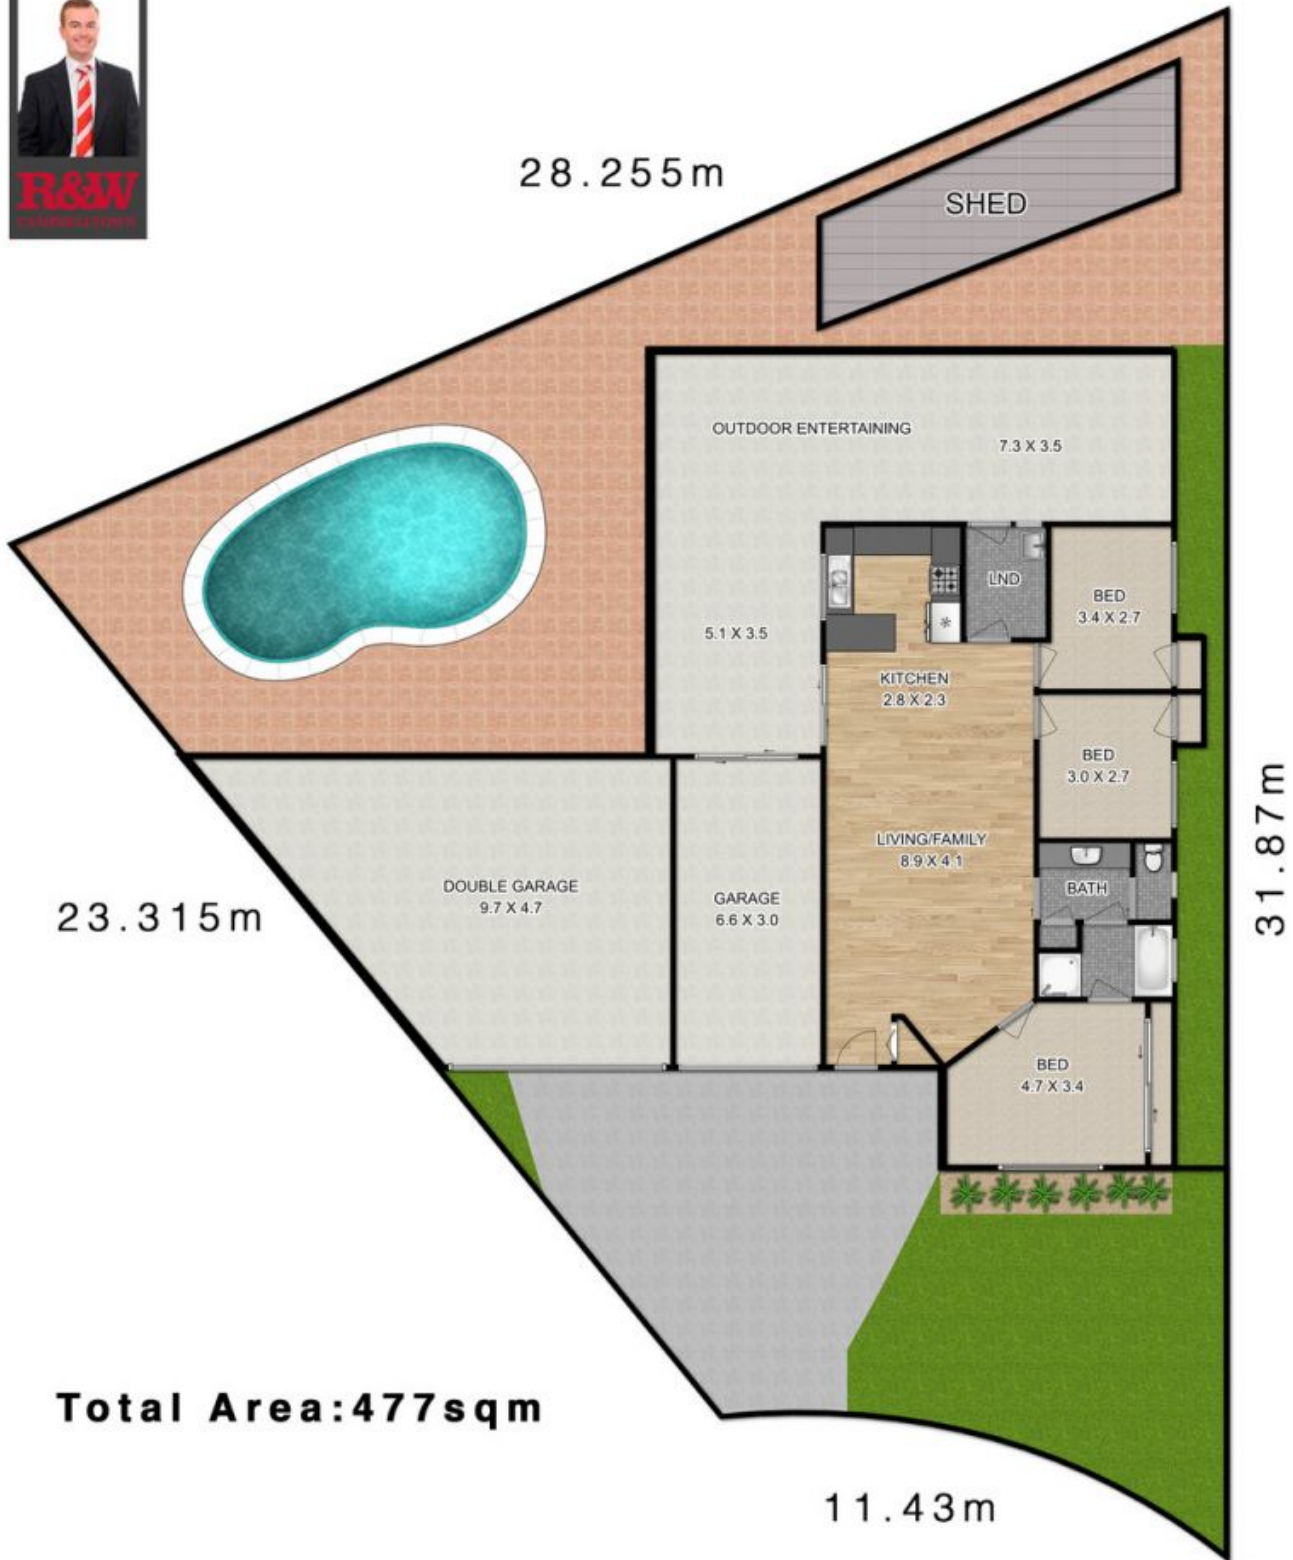 R&W
28.255m
SHED
OUTDOOR ENTERTAINING
7.3 X 3.5
LND
BED
3.4 X 2.7
5.1 X 3.5
KITCHEN
2.8 X 2.3
BED
3.0 X 2.7
31.87m
LIVING/FAMILY
8.9 X 4.1
DOUBLE GARAGE
9.7 X 4.7
GARAGE
6.6 X 3.0
BATH
23.315m
BED
4.7 X 3.4
Total Area:477sqm
11.43m